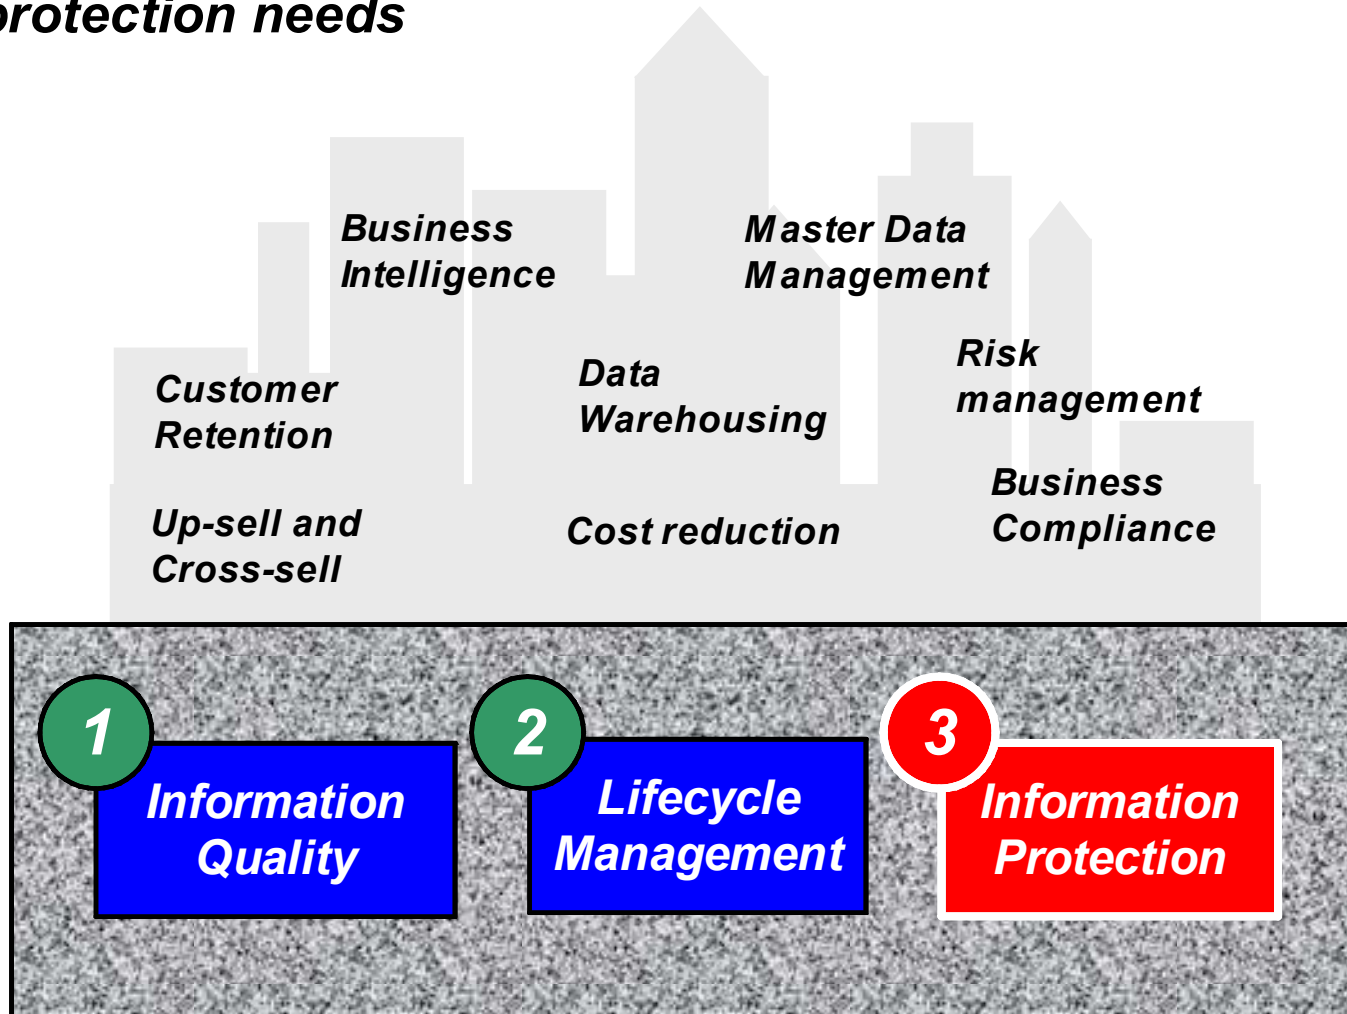 protection needs
Business
Intelligence
Master Data
Management
Customer
Retention
Data
Warehousing
Risk
management
Up-sell and
Cross-sell
Cost reduction
Business
Compliance
1
Information
Quality
2
Lifecycle
Management
3
Information
Protection